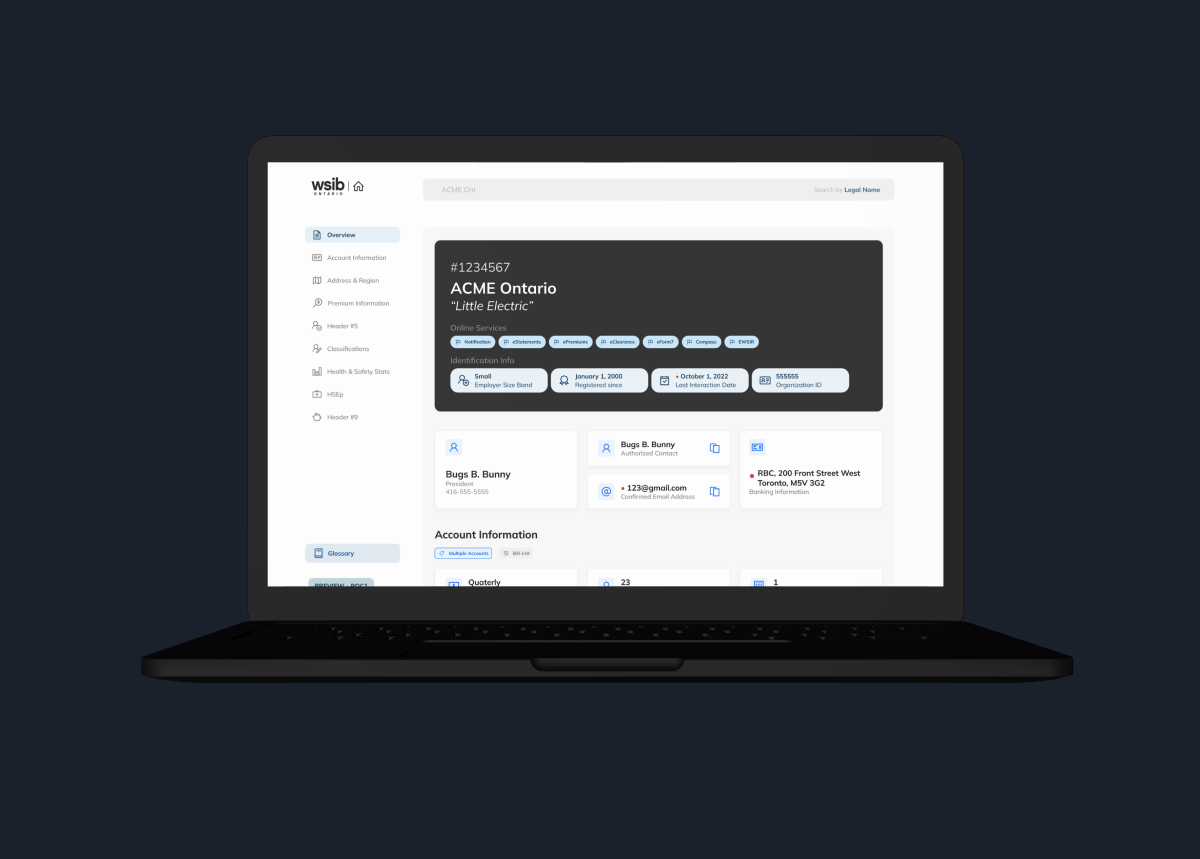 wsib
ONTARIO
ACME Ont
Search by Legal Name
Overview
Account Information
Address & Region
Premium Information
Header #5
Classifications
Health & Safety Stats
HSEp
Header #9
Glossary
PREVIEW - POC1
#1234567
ACME Ontario
“Little Electric”
Online Services
Notification
eStatements
ePremiums
eClearance
eForm7
Compass
EWSIR
Identification Info
Small
Employer Size Band
January 1, 2000
Registered since
October 1, 2022
Last Interaction Date
555555
Organization ID
Bugs B. Bunny
President
416-555-5555
Bugs B. Bunny
Authorized Contact
123@gmail.com
Confirmed Email Address
RBC, 200 Front Street West
Toronto, M5V 3G2
Banking Information
Account Information
Multiple Accounts
Quaterly
23
1